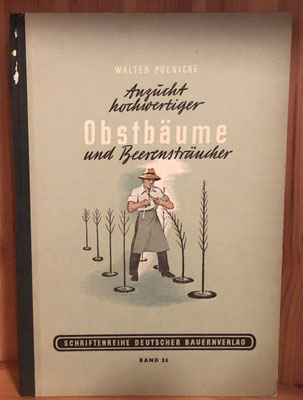 WALTER POENICKE
Anzucht
hochwertiger
Obstbäume
und Beerensträucher
SCHRIFTENREIHE DEUTSCHER BAUERNVERLAG
BAND 26